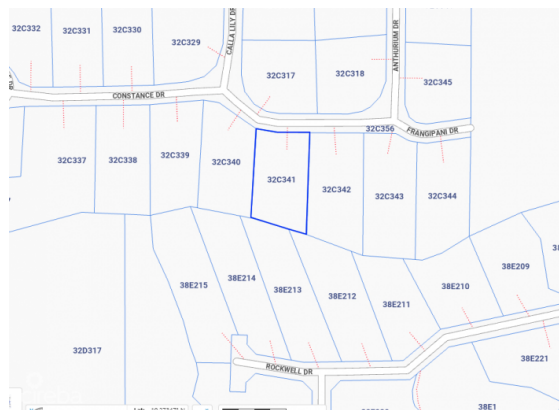 32C332
32C331
32C330
32C329
CALLA LILY DR
ANTHURIUM DR
32C317
32C318
32C345
CONSTANCE DR
32C356
FRANGIPANI DR
32C337
32C338
32C339
32C340
32C341
32C342
32C343
32C344
38E215
38E214
38E213
38E212
38E211
38E210
38E209
32D317
ROCKWELL DR
38E221
38E1